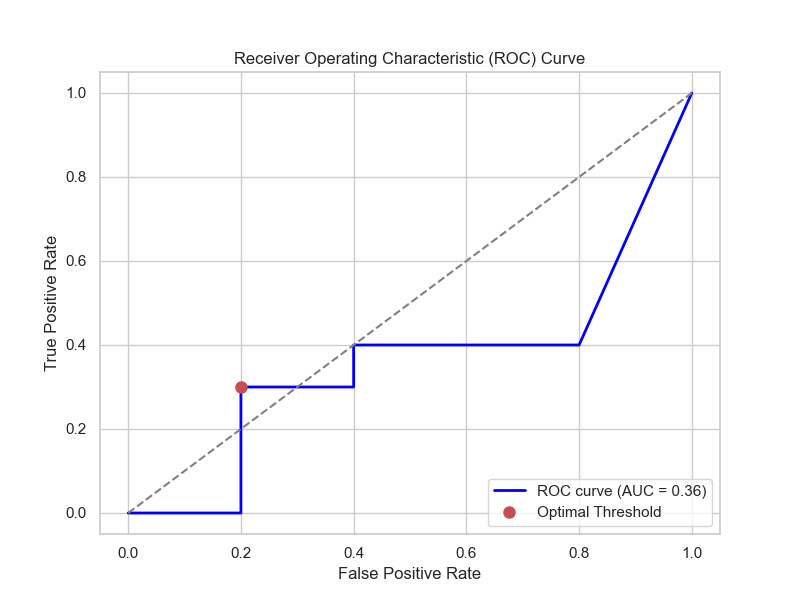 Receiver Operating Characteristic (ROC) Curve
1.0
0.8
0.6
0.4
0.2
0.0
True Positive Rate
ROC curve (AUC = 0.36)
Optimal Threshold
0.0 0.2 0.4 0.6 0.8 1.0
False Positive Rate